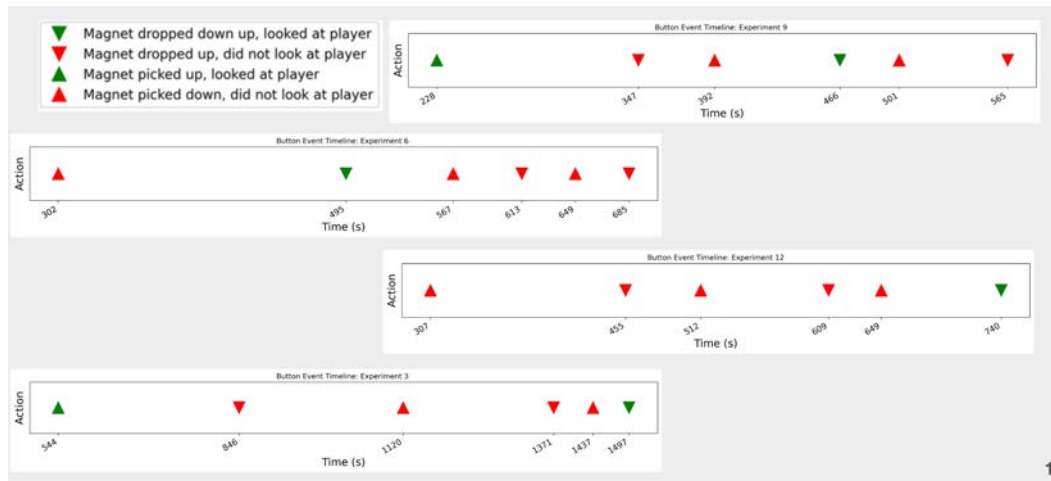 Magnet dropped down up, looked at player
Magnet dropped up, did not look at player
Magnet picked up, looked at player
Magnet picked down, did not look at player
Button Event Timeline: Experiment 9
Action
228 347 392 466 501 565
Time (s)
Button Event Timeline: Experiment 6
Action
302 495 567 613 649 685
Time (s)
Button Event Timeline: Experiment 12
Action
307 455 512 609 649 740
Time (s)
Button Event Timeline: Experiment 3
Action
544 846 1120 1371 1437 1497
Time (s)